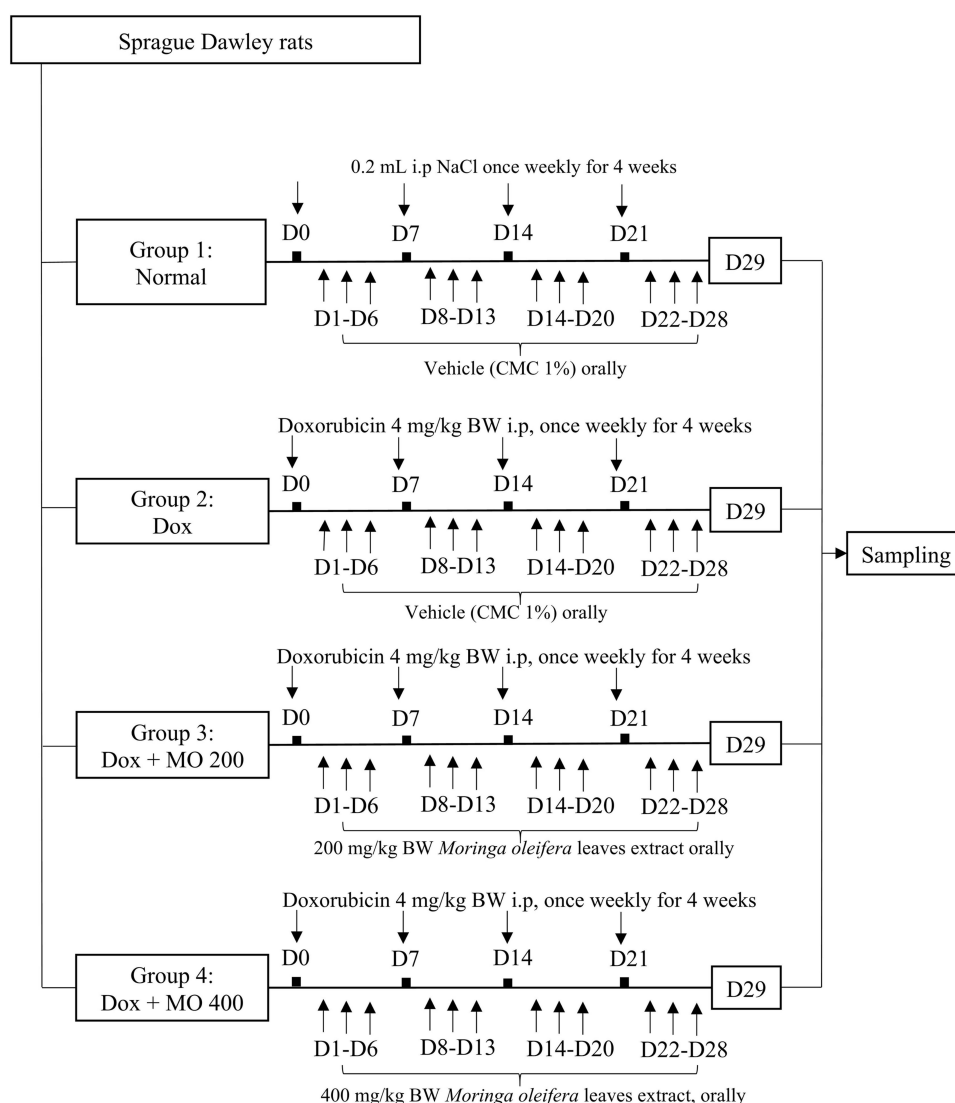 Sprague Dawley rats
0.2 mL i.p NaCl once weekly for 4 weeks
D0 D7 D14 D21
Group 1:
Normal
D29
D1-D6 D8-D13 D14-D20 D22-D28
Vehicle (CMC 1%) orally
Doxorubicin 4 mg/kg BW i.p, once weekly for 4 weeks
D0 D7 D14 D21
Group 2:
Dox
D29
D1-D6 D8-D13 D14-D20 D22-D28
Vehicle (CMC 1%) orally
Sampling
Doxorubicin 4 mg/kg BW i.p, once weekly for 4 weeks
D0 D7 D14 D21
Group 3:
Dox + MO 200
D29
D1-D6 D8-D13 D14-D20 D22-D28
200 mg/kg BW Moringa oleifera leaves extract orally
Doxorubicin 4 mg/kg BW i.p, once weekly for 4 weeks
D0 D7 D14 D21
Group 4:
Dox + MO 400
D29
D1-D6 D8-D13 D14-D20 D22-D28
400 mg/kg BW Moringa oleifera leaves extract, orally